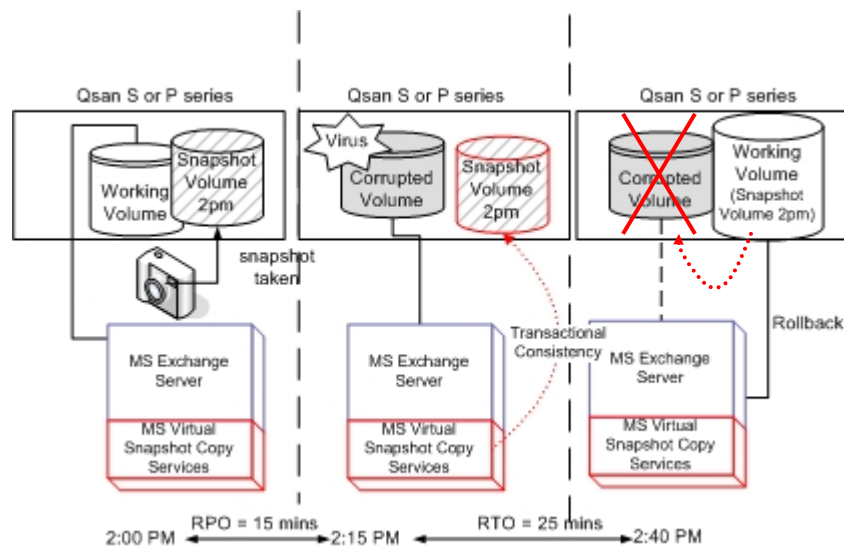 Qsan S or P series
Working
Volume
Snapshot
Volume
2pm
snapshot
taken
MS Exchange
Server
MS Virtual
Snapshot Copy
Services
Qsan S or P series
Virus
Corrupted
Volume
Snapshot
Volume
2pm
Transactional
Consistency
MS Exchange
Server
MS Virtual
Snapshot Copy
Services
Qsan S or P series
Corrupted
Volume
Working
Volume
(Snapshot
Volume 2pm)
Rollback
MS Exchange
Server
MS Virtual
Snapshot Copy
Services
2:00 PM
RPO = 15 mins
2:15 PM
RTO = 25 mins
2:40 PM